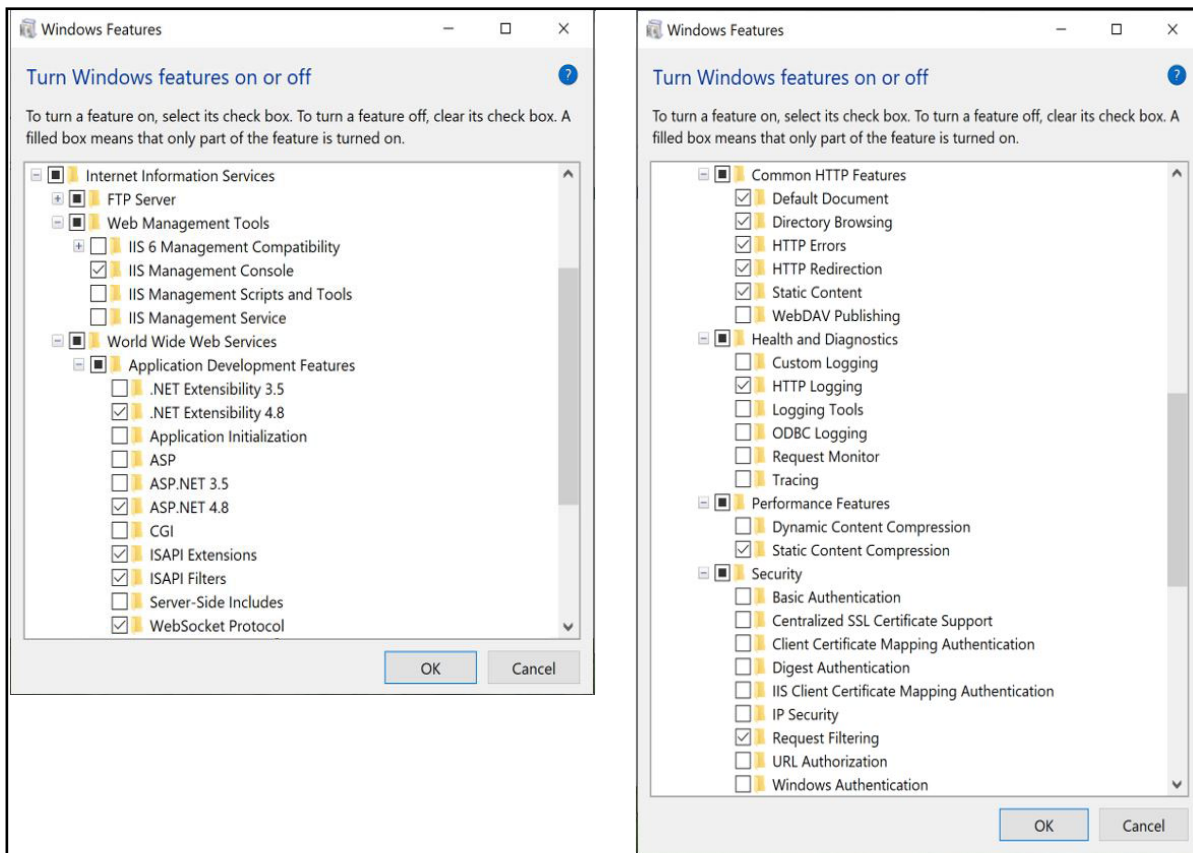 Windows Features
Turn Windows features on or off
To turn a feature on, select its check box. To turn a feature off, clear its check box. A
filled box means that only part of the feature is turned on.
Internet Information Services
FTP Server
Web Management Tools
IIS 6 Management Compatibility
IIS Management Console
IIS Management Scripts and Tools
IIS Management Service
World Wide Web Services
Application Development Features
.NET Extensibility 3.5
.NET Extensibility 4.8
Application Initialization
ASP
ASP.NET 3.5
ASP.NET 4.8
CGI
ISAPI Extensions
ISAPI Filters
Server-Side Includes
WebSocket Protocol
OK
Cancel
Windows Features
Turn Windows features on or off
To turn a feature on, select its check box. To turn a feature off, clear its check box. A
filled box means that only part of the feature is turned on.
Common HTTP Features
Default Document
Directory Browsing
HTTP Errors
HTTP Redirection
Static Content
WebDAV Publishing
Health and Diagnostics
Custom Logging
HTTP Logging
Logging Tools
ODBC Logging
Request Monitor
Tracing
Performance Features
Dynamic Content Compression
Static Content Compression
Security
Basic Authentication
Centralized SSL Certificate Support
Client Certificate Mapping Authentication
Digest Authentication
IIS Client Certificate Mapping Authentication
IP Security
Request Filtering
URL Authorization
Windows Authentication
OK
Cancel